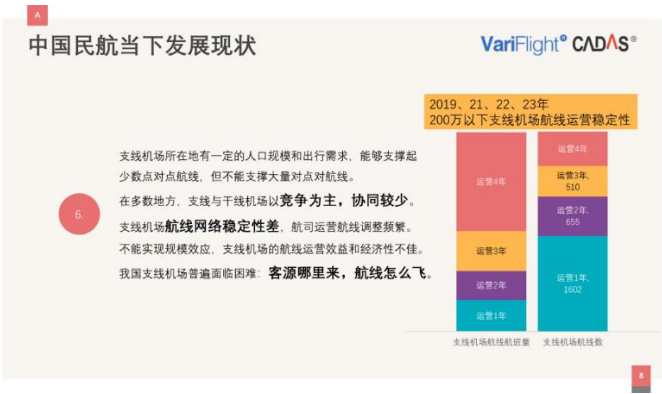 A
中国民航当下发展现状
VariFlight CADAS®
2019、21、22、23年
200万以下支线机场航线运营稳定性
支线机场所在地有一定的人口规模和出行需求，能够支撑起
少数点对点航线，但不能支撑大量对点对航线。
在多数地方，支线与干线机场以竞争为主，协同较少。
支线机场航线网络稳定性差，航司运营航线调整频繁。
不能实现规模效应，支线机场的航线运营效益和经济性不佳。
我国支线机场普遍面临困难：客源哪里来，航线怎么飞。
6.
运营4年
运营3年
运营2年
运营1年
运营4年
运营3年,
510
运营2年,
655
运营1年,
1602
支线机场航线航班量
支线机场航线数
8